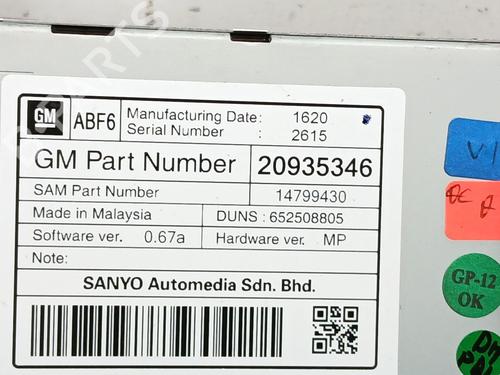 GM
ABF6
Manufacturing Date: 1620
Serial Number : 2615
GM Part Number 20935346
SAM Part Number 14799430
Made in Malaysia DUNS : 652508805
Software ver. 0.67a Hardware ver. MP
Note:
SANYO Automedia Sdn. Bhd.
V1
GP-12
OK